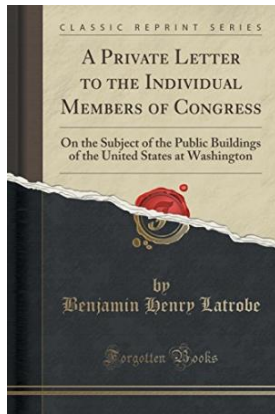 CLASSIC REPRINT SERIES
A Private Letter
to the Individual
Members of Congress
On the Subject of the Public Buildings
of the United States at Washington
by
Benjamin Henry Latrobe
Forgotten Books